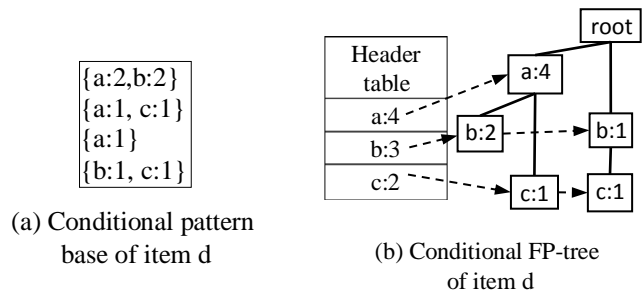 {a:2,b:2}
{a:1, c:1}
{a:1}
{b:1, c:1}
(a) Conditional pattern
base of item d
Header
table
a:4
b:3
c:2
root
a:4
b:2
b:1
c:1
c:1
(b) Conditional FP-tree
of item d